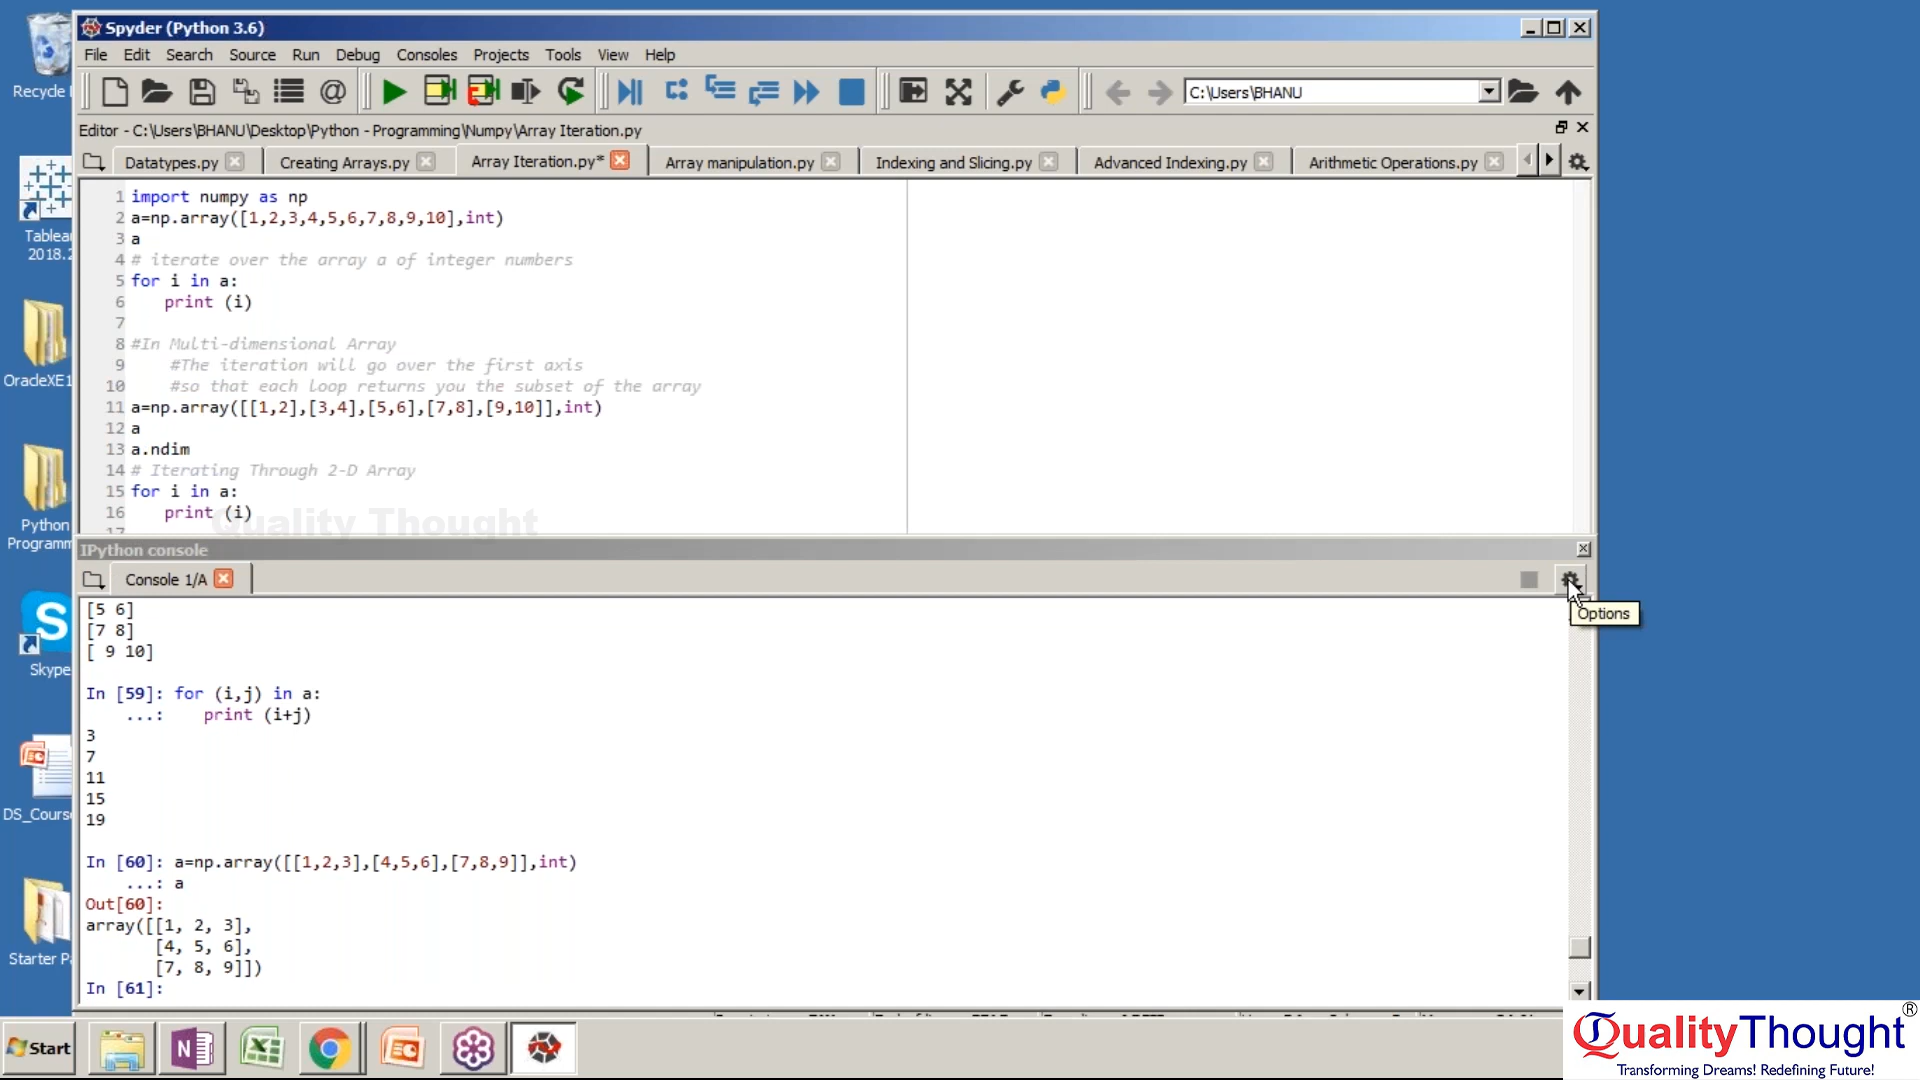 Spyder (Python 3.6)
File Edit Search Source Run Debug Consoles Projects Tools View Help
C:\Users\BHANU
Editor - C:\Users\BHANU\Desktop\Python - Programming\Numpy\Array Iteration.py
Datatypes.py Creating Arrays.py Array Iteration.py* Array manipulation.py Indexing and Slicing.py Advanced Indexing.py Arithmetic Operations.py
1 import numpy as np
2 a=np.array([1,2,3,4,5,6,7,8,9,10],int)
3 a
4 # iterate over the array a of integer numbers
5 for i in a:
6 print (i)
7
8 #In Multi-dimensional Array
9 #The iteration will go over the first axis
10 #so that each loop returns you the subset of the array
11 a=np.array([[1,2],[3,4],[5,6],[7,8],[9,10]],int)
12 a
13 a.ndim
14 # Iterating Through 2-D Array
15 for i in a:
16 print (i)
17
Quality Thought
IPython console
Console 1/A
Options
[5 6]
[7 8]
[ 9 10]
In [59]: for (i,j) in a:
...: print (i+j)
3
7
11
15
19
In [60]: a=np.array([[1,2,3],[4,5,6],[7,8,9]],int)
...: a
Out[60]:
array([[1, 2, 3],
[4, 5, 6],
[7, 8, 9]])
In [61]:
Recycle
Tablea
2018.2
OradeXE1
Python
Programm
Skype
DS_Cours
Starter P
Start
QualityThought®
Transforming Dreams! Redefining Future!